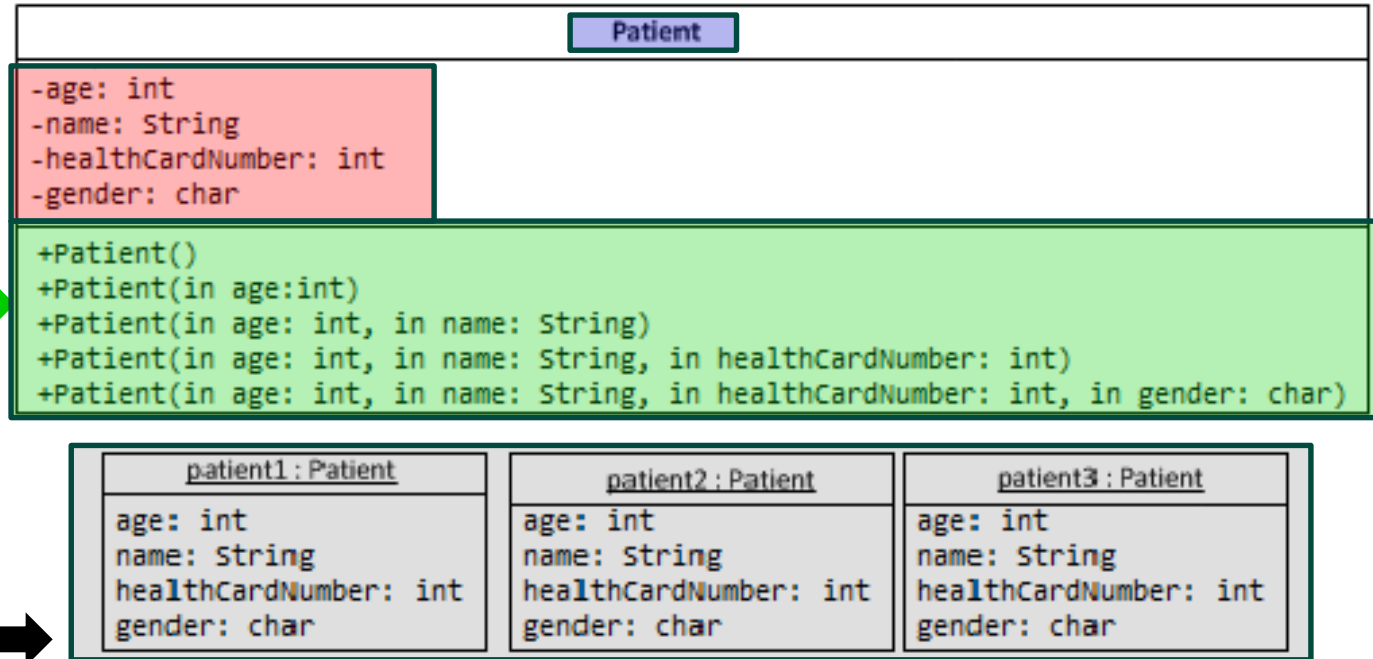 Patient
-age: int
-name: String
-healthCardNumber: int
-gender: char
+Patient()
+Patient(in age:int)
+Patient(in age: int, in name: String)
+Patient(in age: int, in name: String, in healthCardNumber: int)
+Patient(in age: int, in name: String, in healthCardNumber: int, in gender: char)
patient1 : Patient
age: int
name: String
healthCardNumber: int
gender: char
patient2 : Patient
age: int
name: String
healthCardNumber: int
gender: char
patient3 : Patient
age: int
name: String
healthCardNumber: int
gender: char